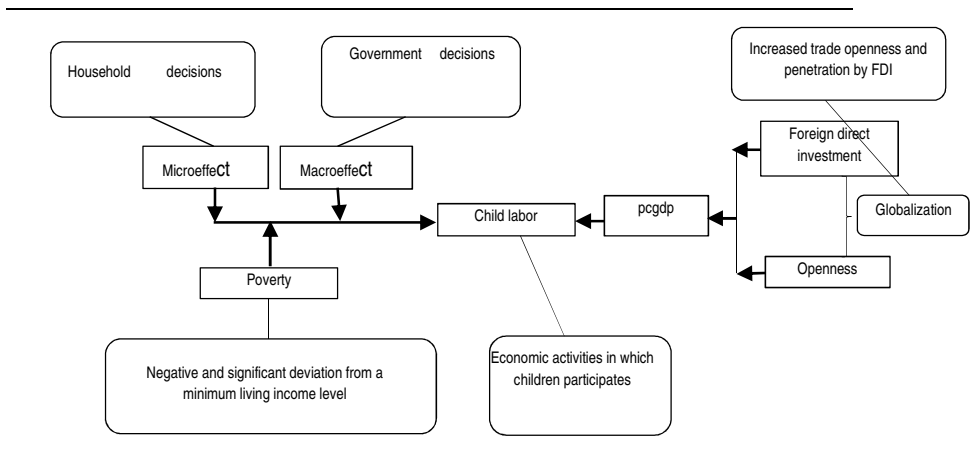 Household decisions
Government decisions
Increased trade openness and
penetration by FDI
Microeffect
Macroeffect
Foreign direct
investment
Child labor
pcgdp
Globalization
Poverty
Openness
Negative and significant deviation from a
minimum living income level
Economic activities in which
children participates